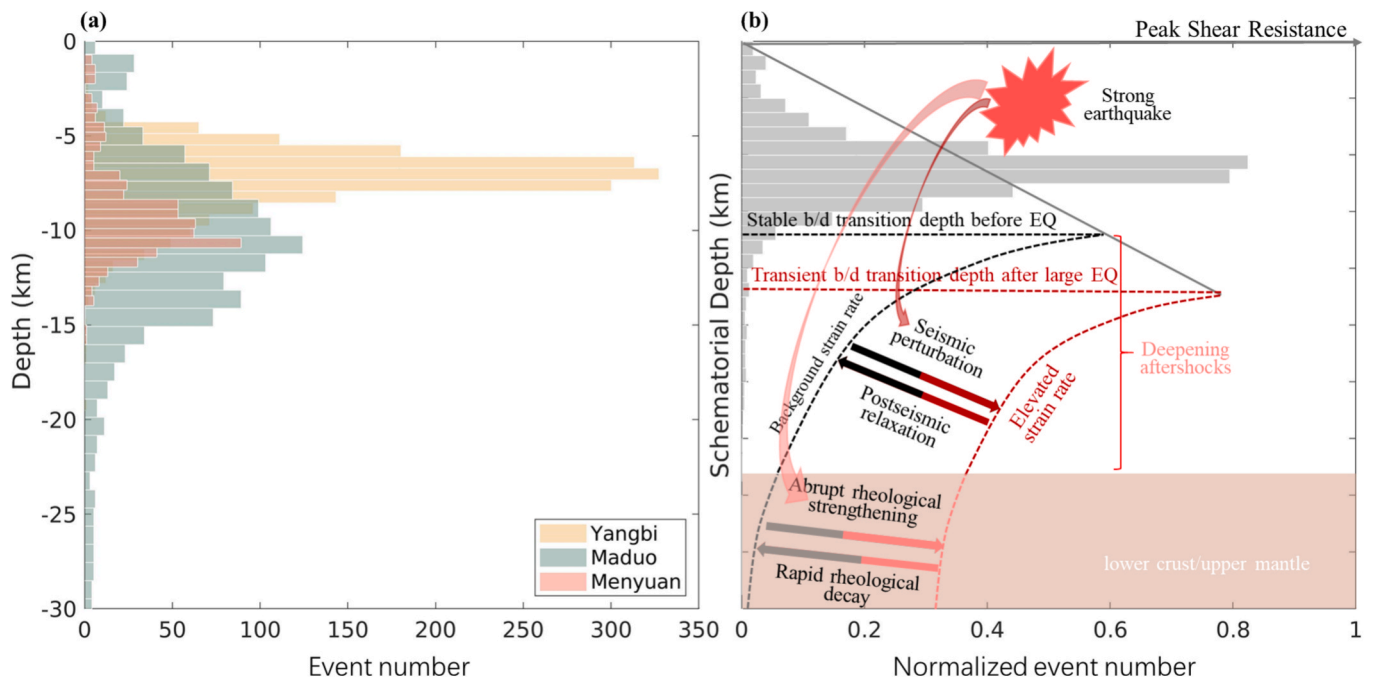 (a)
0
-5
-10
-15
-20
-25
-30
Depth (km)
0
50
100
150
200
250
300
350
Event number
Yangbi
Maduo
Menyuan
(b)
Peak Shear Resistance
Strong
earthquake
Stable b/d transition depth before EQ
Transient b/d transition depth after large EQ
Background strain rate
Seismic
perturbation
Postseismic
relaxation
Elevated
strain rate
Deepening
aftershocks
Abrupt rheological
strengthening
Rapid rheological
decay
lower crust/upper mantle
Schematorial Depth (km)
0
0.2
0.4
0.6
0.8
1
Normalized event number